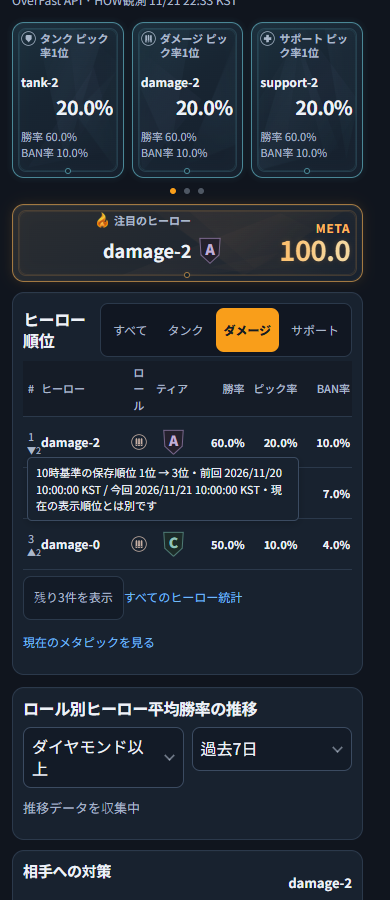 OverFast API・HOW観測 11/21 22:33 KST
タンク ピック
率1位
tank-2
20.0%
勝率 60.0%
BAN率 10.0%
ダメージ ピッ
ク率1位
damage-2
20.0%
勝率 60.0%
BAN率 10.0%
サポート ピッ
ク率1位
support-2
20.0%
勝率 60.0%
BAN率 10.0%
注目のヒーロー
damage-2 A
META
100.0
ヒーロー
順位
すべて タンク ダメージ サポート
# ヒーロー ロール ティア 勝率 ピック率 BAN率
1 damage-2 A 60.0% 20.0% 10.0%
▼2
10時基準の保存順位 1位 → 3位・前回 2026/11/20
10:00:00 KST / 今回 2026/11/21 10:00:00 KST・現
在の表示順位とは別です
7.0%
3 damage-0 C 50.0% 10.0% 4.0%
▲2
残り3件を表示 すべてのヒーロー統計
現在のメタピックを見る
ロール別ヒーロー平均勝率の推移
ダイヤモンド以
上
過去7日
推移データを収集中
相手への対策
damage-2